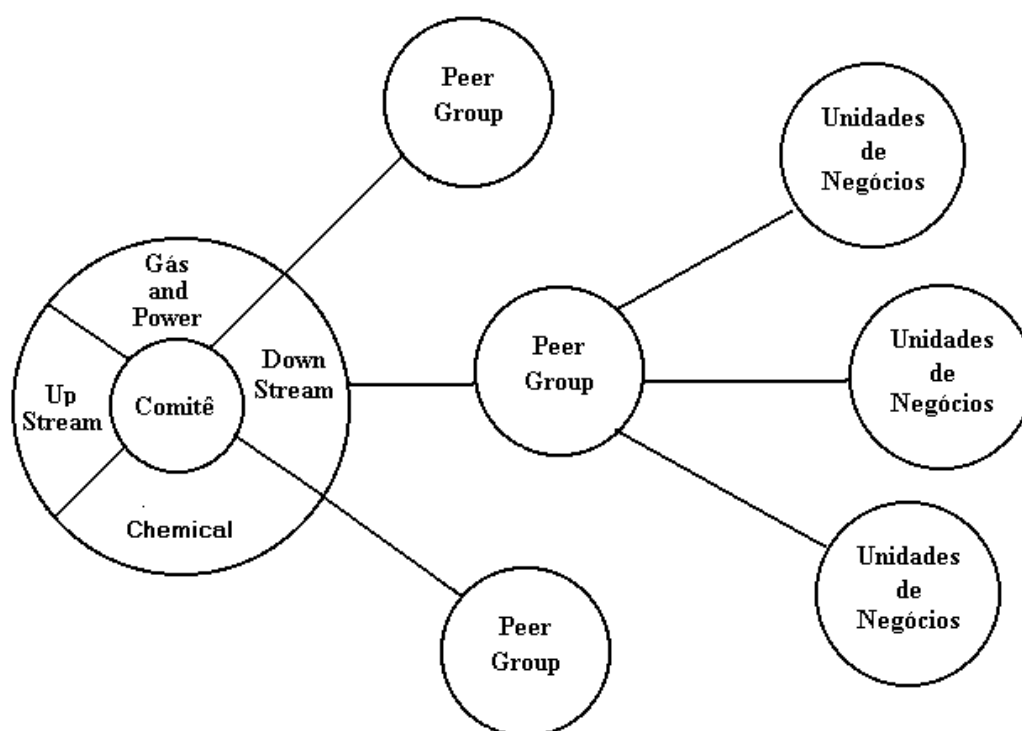 Peer
Group
Unidades
de
Negócios
Gás
and
Power
Up
Stream
Comitê
Down
Stream
Chemical
Peer
Group
Unidades
de
Negócios
Peer
Group
Unidades
de
Negócios